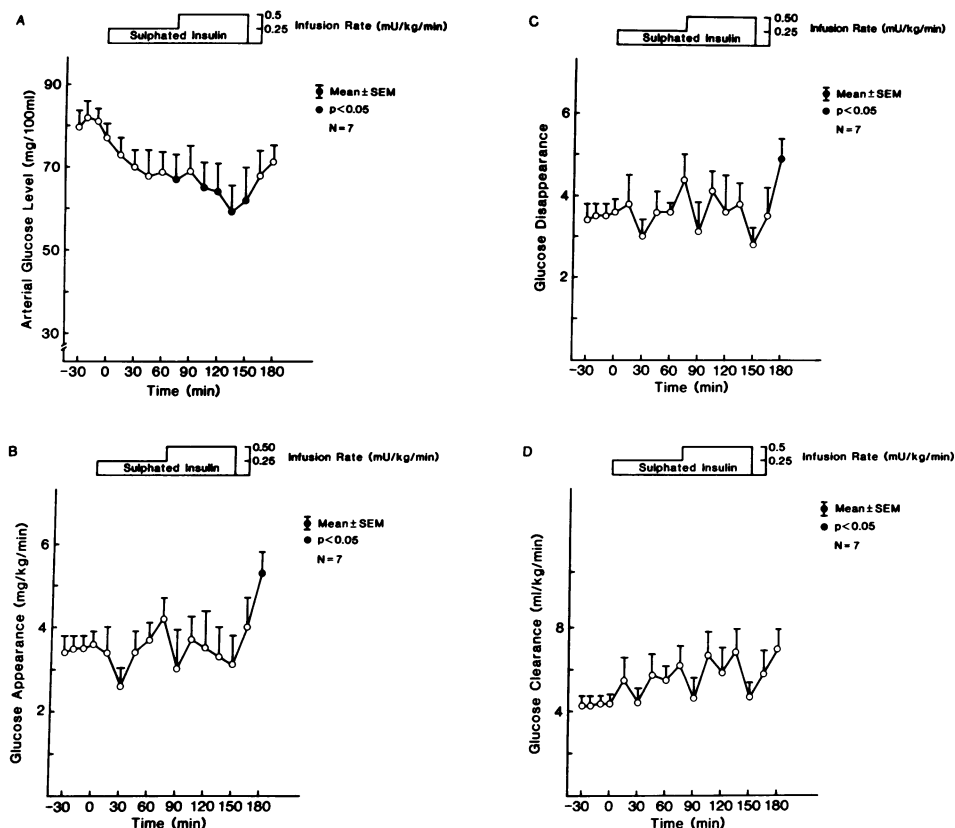 A
0.5
0.25
Infusion Rate (mU/kg/min)
Sulphated Insulin
Mean ± SEM
p<0.05
N = 7
Arterial Glucose Level (mg/100ml)
90
70
50
30
−30 0 30 60 90 120 150 180
Time (min)
C
0.50
0.25
Infusion Rate (mU/kg/min)
Sulphated Insulin
Mean ± SEM
p<0.05
N = 7
Glucose Disappearance
6
4
2
−30 0 30 60 90 120 150 180
Time (min)
B
0.50
0.25
Infusion Rate (mU/kg/min)
Sulphated Insulin
Mean ± SEM
p<0.05
N = 7
Glucose Appearance (mg/kg/min)
6
4
2
−30 0 30 60 90 120 150 180
Time (min)
D
0.50
0.25
Infusion Rate (mU/kg/min)
Sulphated Insulin
Mean ± SEM
p<0.05
N = 7
Glucose Clearance (ml/kg/min)
8
4
−30 0 30 60 90 120 150 180
Time (min)